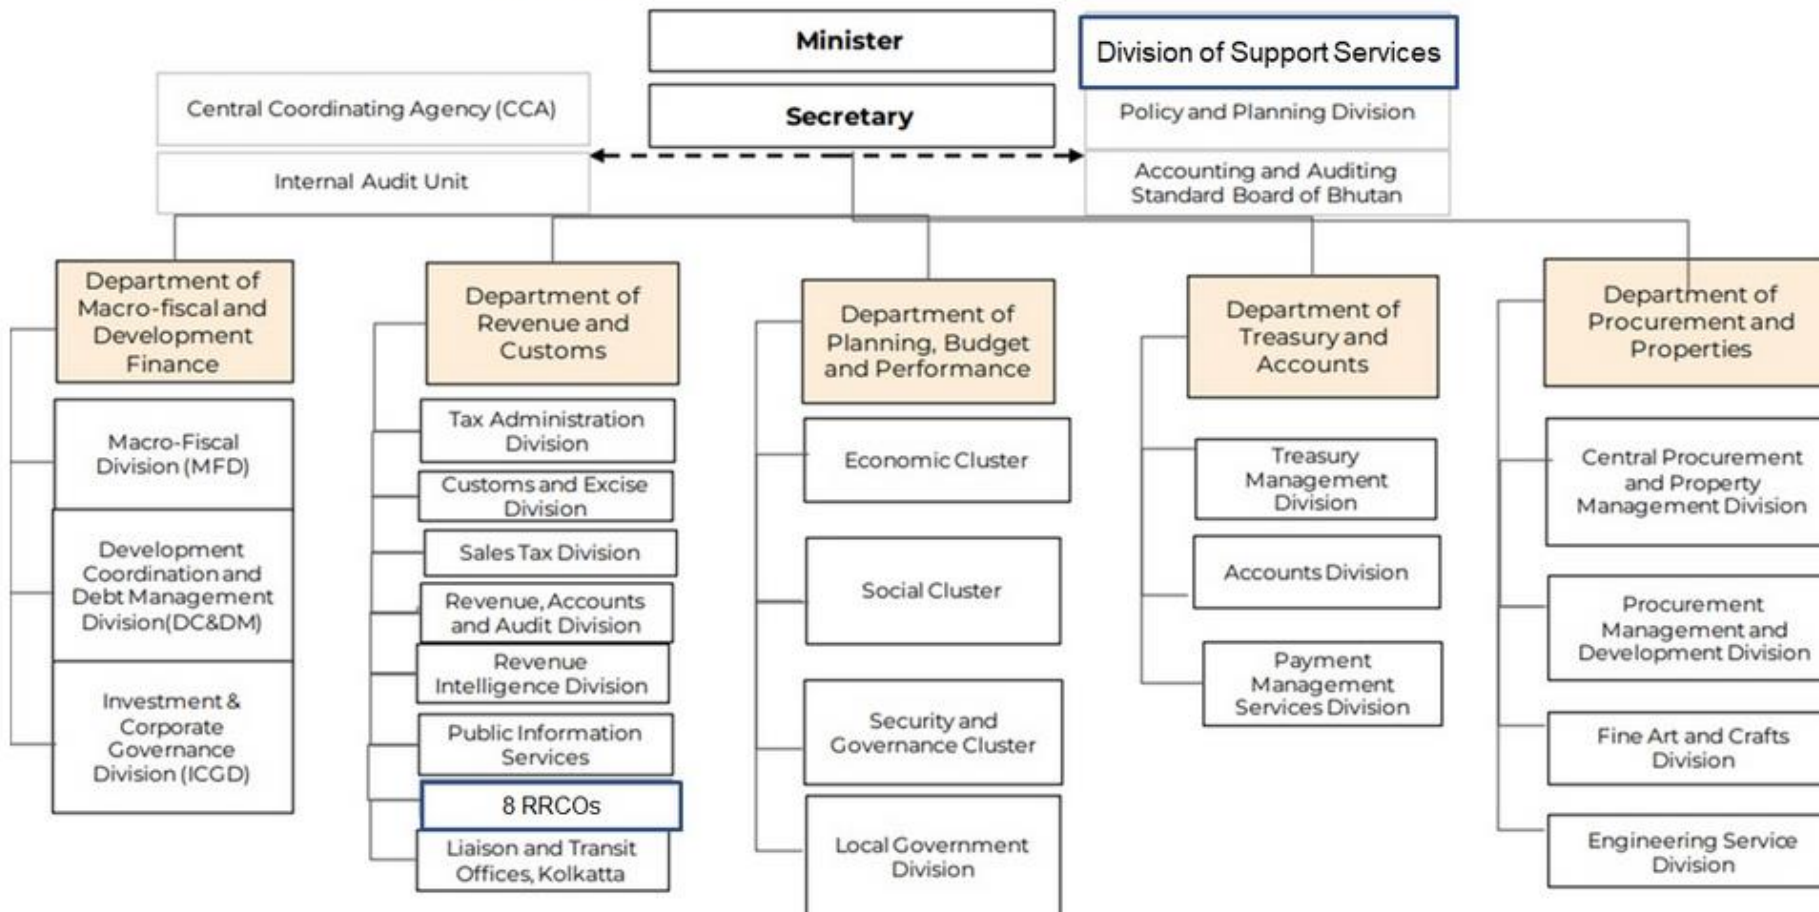 Minister
Division of Support Services
Central Coordinating Agency (CCA)
Secretary
Policy and Planning Division
Internal Audit Unit
Accounting and Auditing
Standard Board of Bhutan
Department of
Macro-fiscal and
Development
Finance
Macro-Fiscal
Division (MFD)
Development
Coordination and
Debt Management
Division(DC&DM)
Investment &
Corporate
Governance
Division (ICGD)
Department of
Revenue and
Customs
Tax Administration
Division
Customs and Excise
Division
Sales Tax Division
Revenue, Accounts
and Audit Division
Revenue
Intelligence Division
Public Information
Services
8 RRCOs
Liaison and Transit
Offices, Kolkatta
Department of
Planning, Budget
and Performance
Economic Cluster
Social Cluster
Security and
Governance Cluster
Local Government
Division
Department of
Treasury and
Accounts
Treasury
Management
Division
Accounts Division
Payment
Management
Services Division
Department of
Procurement and
Properties
Central Procurement
and Property
Management Division
Procurement
Management and
Development Division
Fine Art and Crafts
Division
Engineering Service
Division